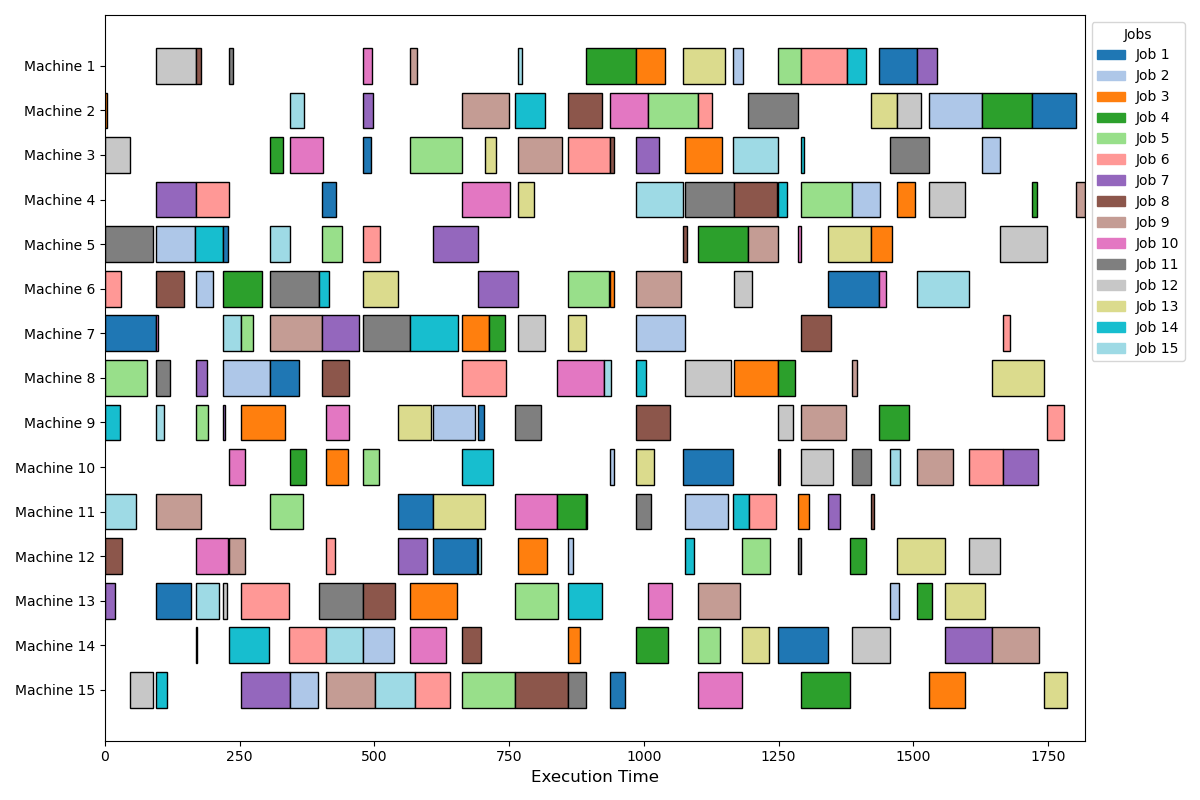 Machine 1
Machine 2
Machine 3
Machine 4
Machine 5
Machine 6
Machine 7
Machine 8
Machine 9
Machine 10
Machine 11
Machine 12
Machine 13
Machine 14
Machine 15
0
250
500
750
1000
1250
1500
1750
Execution Time
Jobs
Job 1
Job 2
Job 3
Job 4
Job 5
Job 6
Job 7
Job 8
Job 9
Job 10
Job 11
Job 12
Job 13
Job 14
Job 15